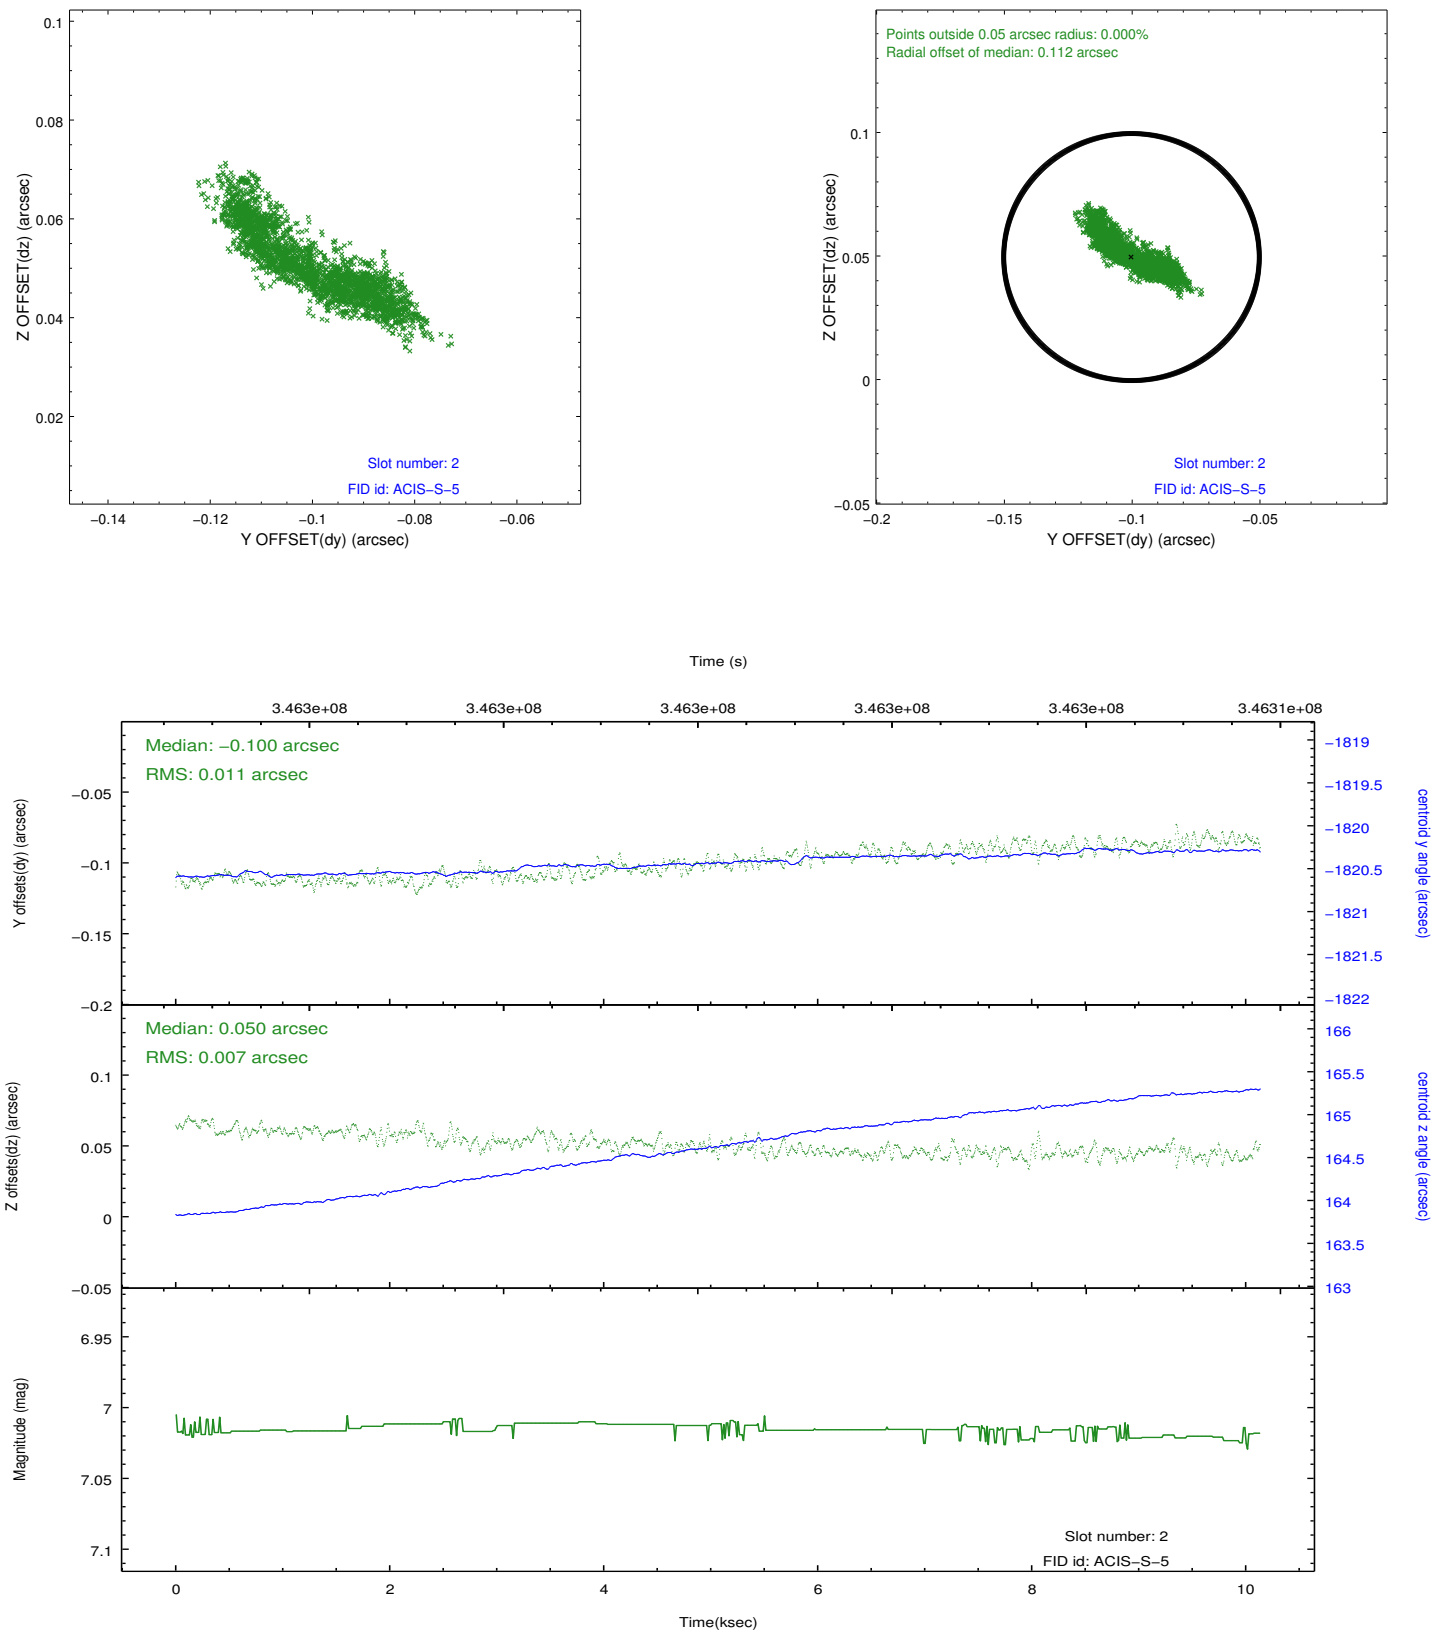 0.1
0.08
0.06
0.04
0.02
Z OFFSET(dz) (arcsec)
Slot number: 2
FID id: ACIS−S−5
−0.14 −0.12 −0.1 −0.08 −0.06
Y OFFSET(dy) (arcsec)
Points outside 0.05 arcsec radius: 0.000%
Radial offset of median: 0.112 arcsec
0.1
0.05
0
−0.05
Z OFFSET(dz) (arcsec)
Slot number: 2
FID id: ACIS−S−5
−0.2 −0.15 −0.1 −0.05
Y OFFSET(dy) (arcsec)
Time (s)
3.463e+08 3.463e+08 3.463e+08 3.463e+08 3.463e+08 3.4631e+08
Median: −0.100 arcsec
RMS: 0.011 arcsec
−0.05
−0.1
−0.15
−0.2
Y offsets(dy) (arcsec)
−1819
−1819.5
−1820
−1820.5
−1821
−1821.5
−1822
centroid y angle (arcsec)
Median: 0.050 arcsec
RMS: 0.007 arcsec
0.1
0.05
0
−0.05
Z offsets(dz) (arcsec)
166
165.5
165
164.5
164
163.5
163
centroid z angle (arcsec)
6.95
7
7.05
7.1
Magnitude (mag)
Slot number: 2
FID id: ACIS−S−5
0 2 4 6 8 10
Time(ksec)